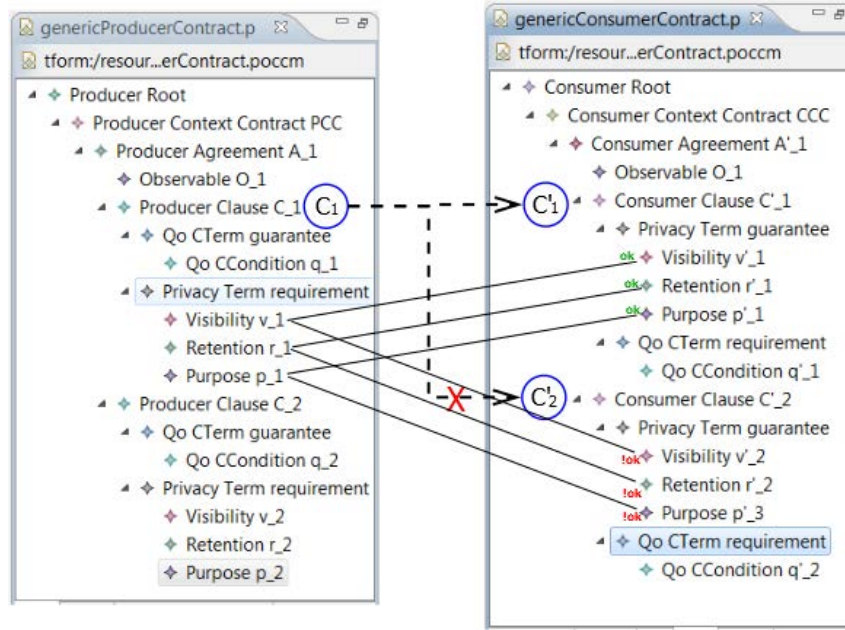 genericProducerContract.p
tform:/resour...erContract.poccm
Producer Root
Producer Context Contract PCC
Producer Agreement A_1
Observable O_1
Producer Clause C_1
C1
Qo CTerm guarantee
Qo CCondition q_1
Privacy Term requirement
Visibility v_1
Retention r_1
Purpose p_1
Producer Clause C_2
Qo CTerm guarantee
Qo CCondition q_2
Privacy Term requirement
Visibility v_2
Retention r_2
Purpose p_2
X
genericConsumerContract.p
tform:/resour...erContract.poccm
Consumer Root
Consumer Context Contract CCC
Consumer Agreement A'_1
Observable O_1
C'1
Consumer Clause C'_1
Privacy Term guarantee
ok Visibility v'_1
ok Retention r'_1
ok Purpose p'_1
Qo CTerm requirement
Qo CCondition q'_1
C'2
Consumer Clause C'_2
Privacy Term guarantee
!ok Visibility v'_2
!ok Retention r'_2
!ok Purpose p'_3
Qo CTerm requirement
Qo CCondition q'_2